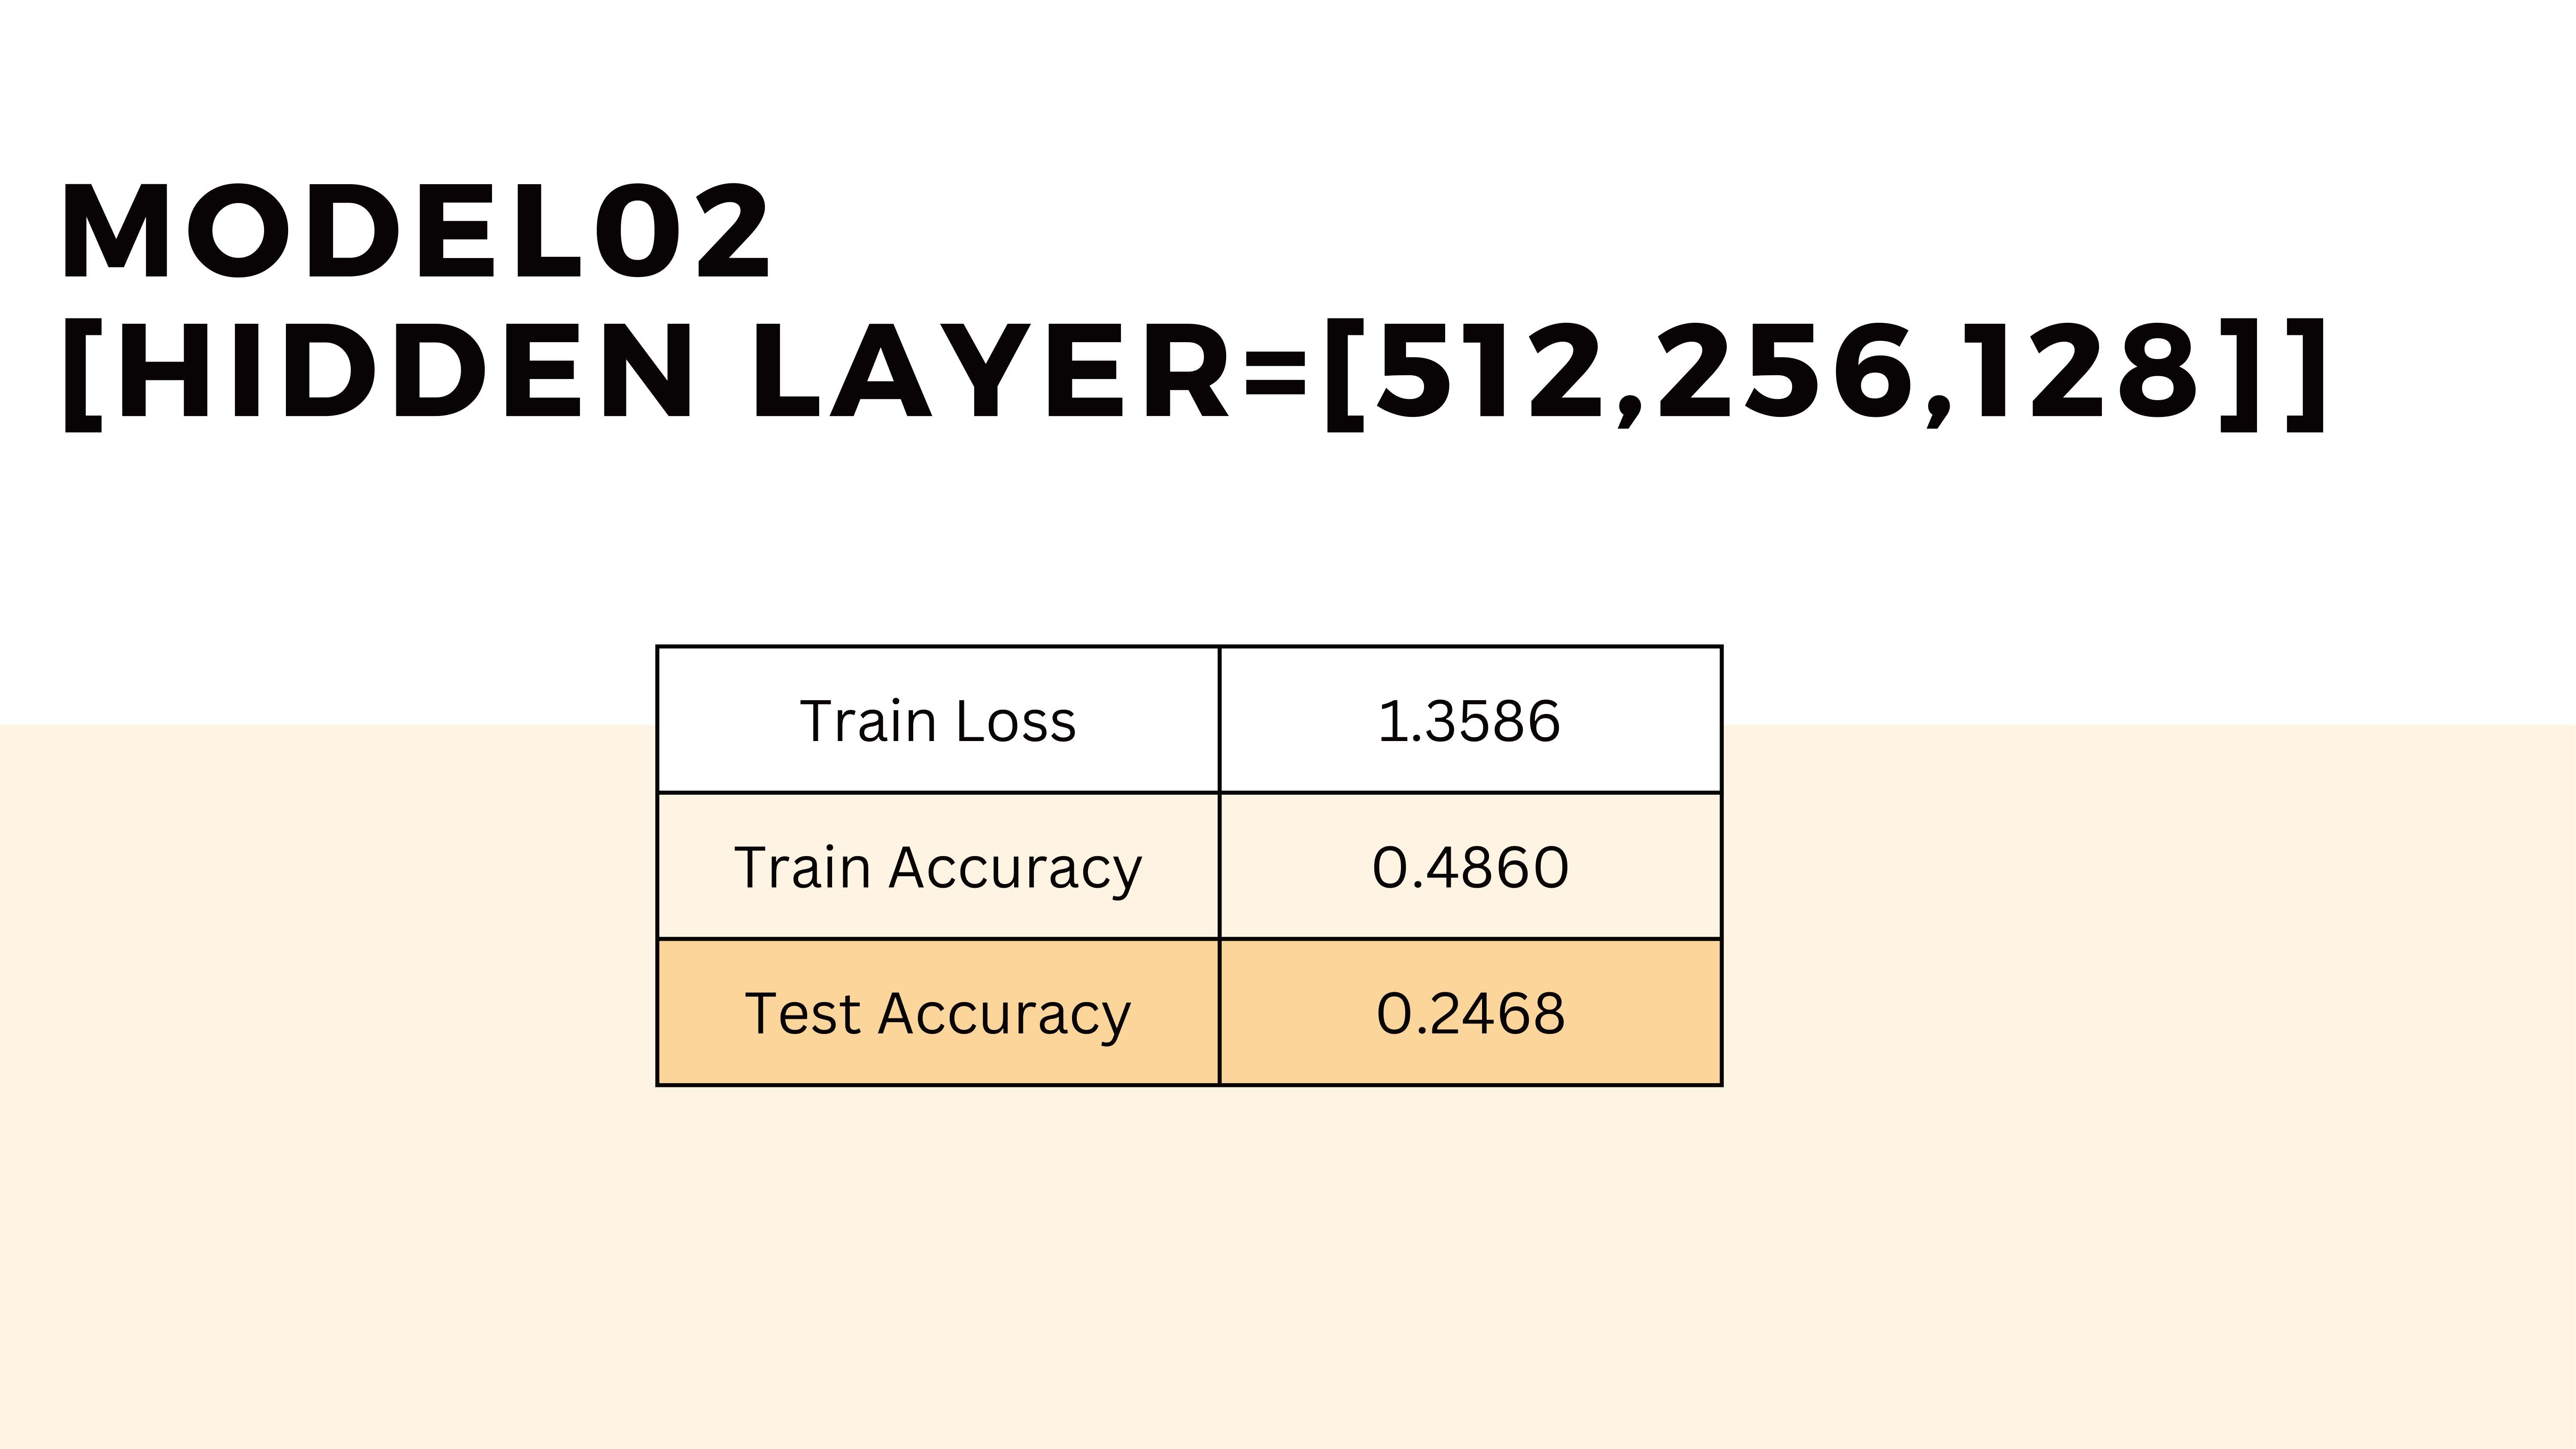 MODEL02
[HIDDEN LAYER=[512,256,128]]
Train Loss 1.3586
Train Accuracy 0.4860
Test Accuracy 0.2468